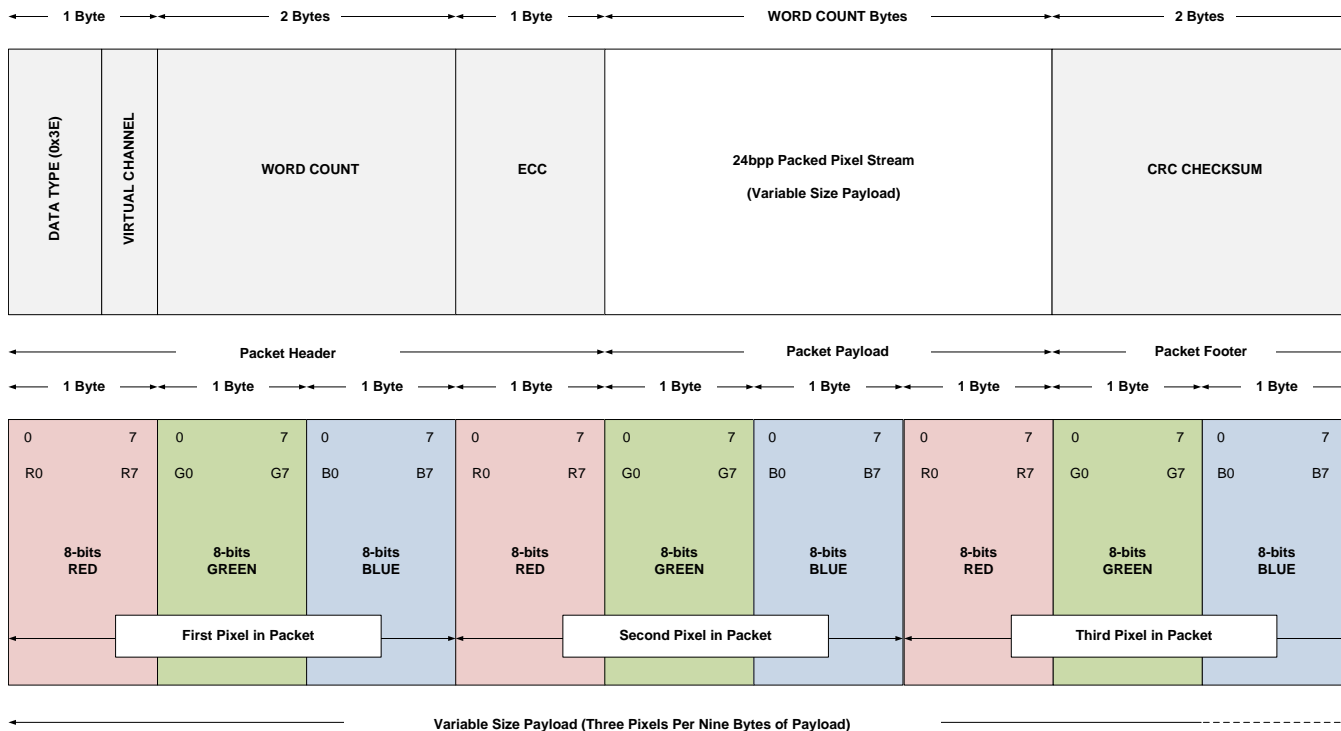 1 Byte 2 Bytes 1 Byte WORD COUNT Bytes 2 Bytes
DATA TYPE (0x3E)
VIRTUAL CHANNEL
WORD COUNT
ECC
24bpp Packed Pixel Stream
(Variable Size Payload)
CRC CHECKSUM
Packet Header Packet Payload Packet Footer
1 Byte 1 Byte 1 Byte 1 Byte 1 Byte 1 Byte 1 Byte 1 Byte 1 Byte
0 7 0 7 0 7 0 7 0 7 0 7 0 7 0 7 0 7
R0 R7 G0 G7 B0 B7 R0 R7 G0 G7 B0 B7 R0 R7 G0 G7 B0 B7
8-bits 8-bits 8-bits 8-bits 8-bits 8-bits 8-bits 8-bits 8-bits
RED GREEN BLUE RED GREEN BLUE RED GREEN BLUE
First Pixel in Packet Second Pixel in Packet Third Pixel in Packet
Variable Size Payload (Three Pixels Per Nine Bytes of Payload)